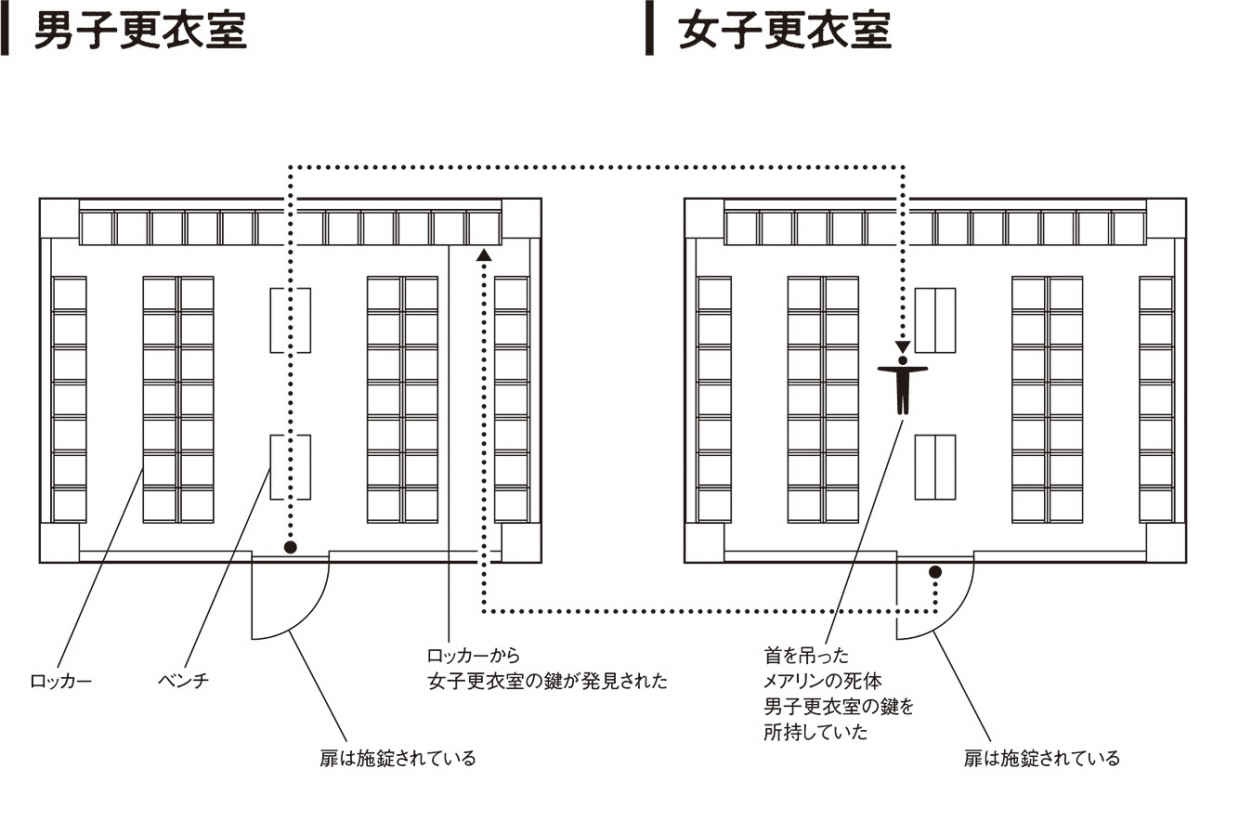 男子更衣室
女子更衣室
ロッカー
ベンチ
ロッカーから
女子更衣室の鍵が発見された
扉は施錠されている
首を吊った
メアリンの死体
男子更衣室の鍵を
所持していた
扉は施錠されている